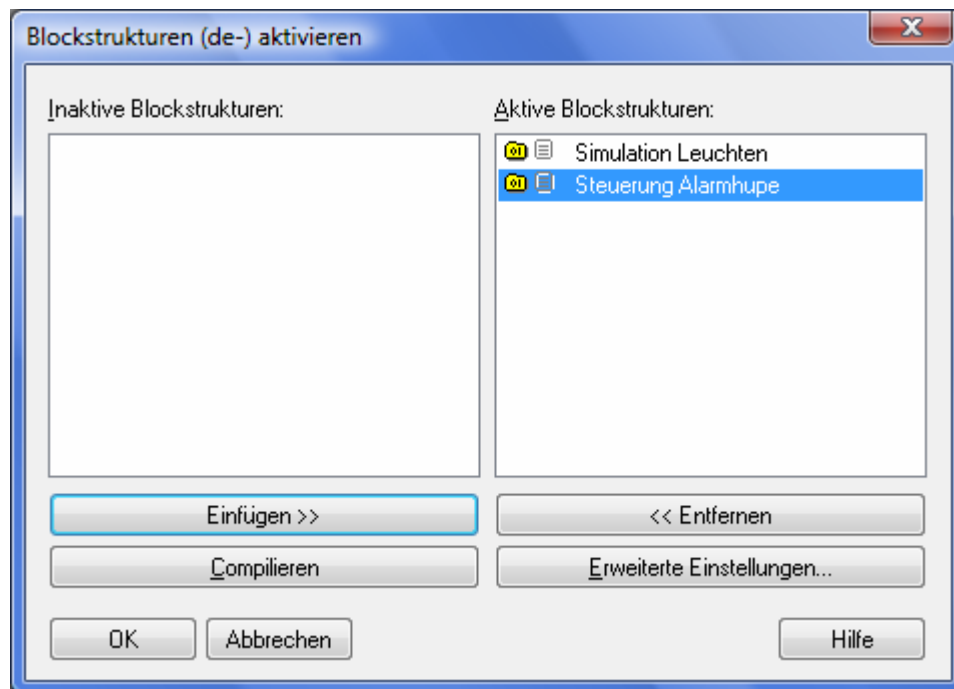 Blockstrukturen (de-) aktivieren
Inaktive Blockstrukturen:
Aktive Blockstrukturen:
Simulation Leuchten
Steuerung Alarmhupe
Einfügen >>
<< Entfernen
Compilieren
Erweiterte Einstellungen...
OK
Abbrechen
Hilfe